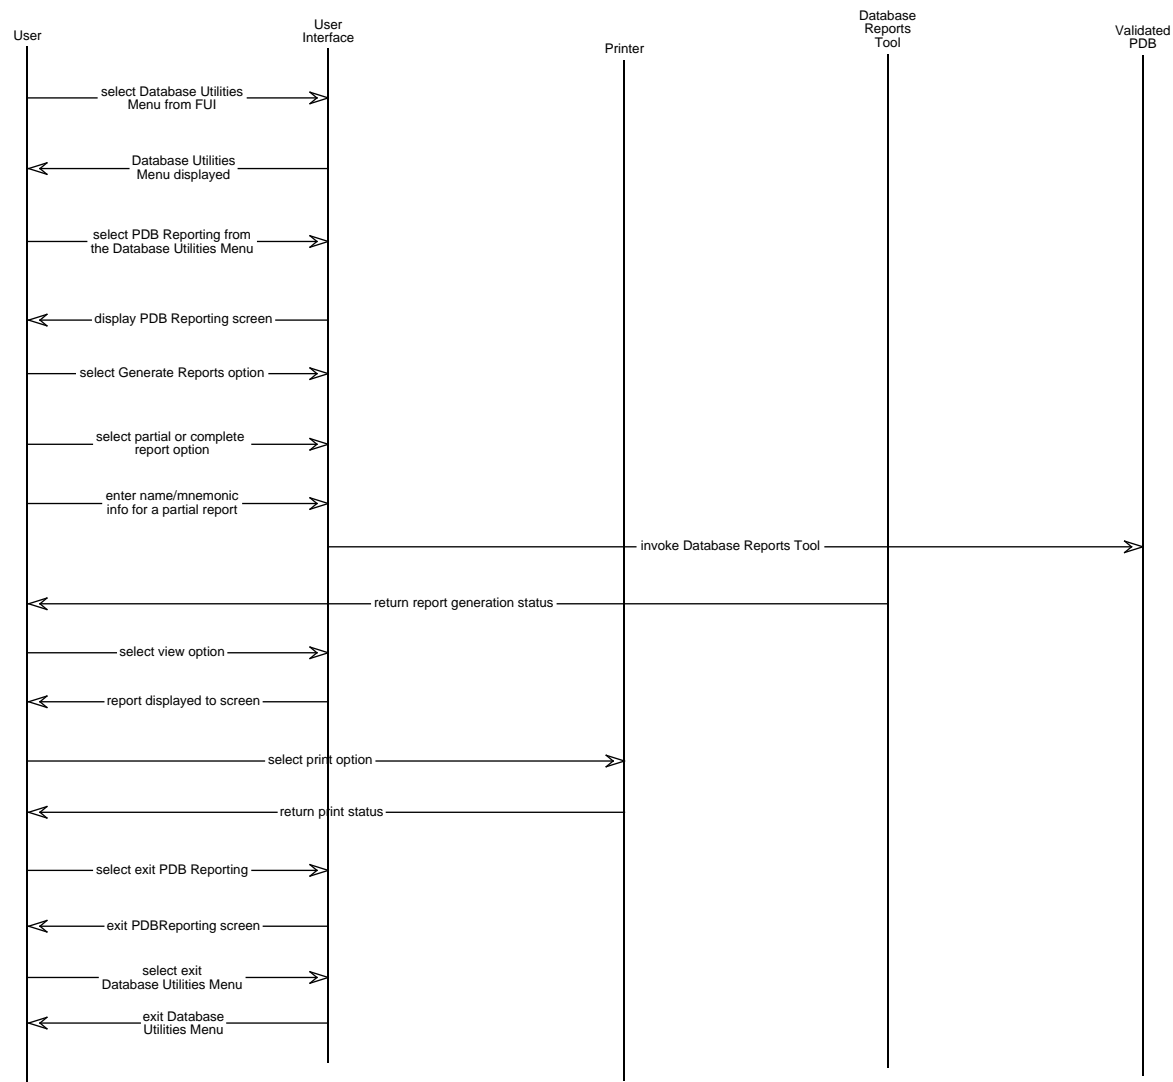 User
User
Interface
Printer
Database
Reports
Tool
Validated
PDB
select Database Utilities
Menu from FUI
Database Utilities
Menu displayed
select PDB Reporting from
the Database Utilities Menu
display PDB Reporting screen
select Generate Reports option
select partial or complete
report option
enter name/mnemonic
info for a partial report
invoke Database Reports Tool
return report generation status
select view option
report displayed to screen
select print option
return print status
select exit PDB Reporting
exit PDBReporting screen
select exit
Database Utilities Menu
exit Database
Utilities Menu